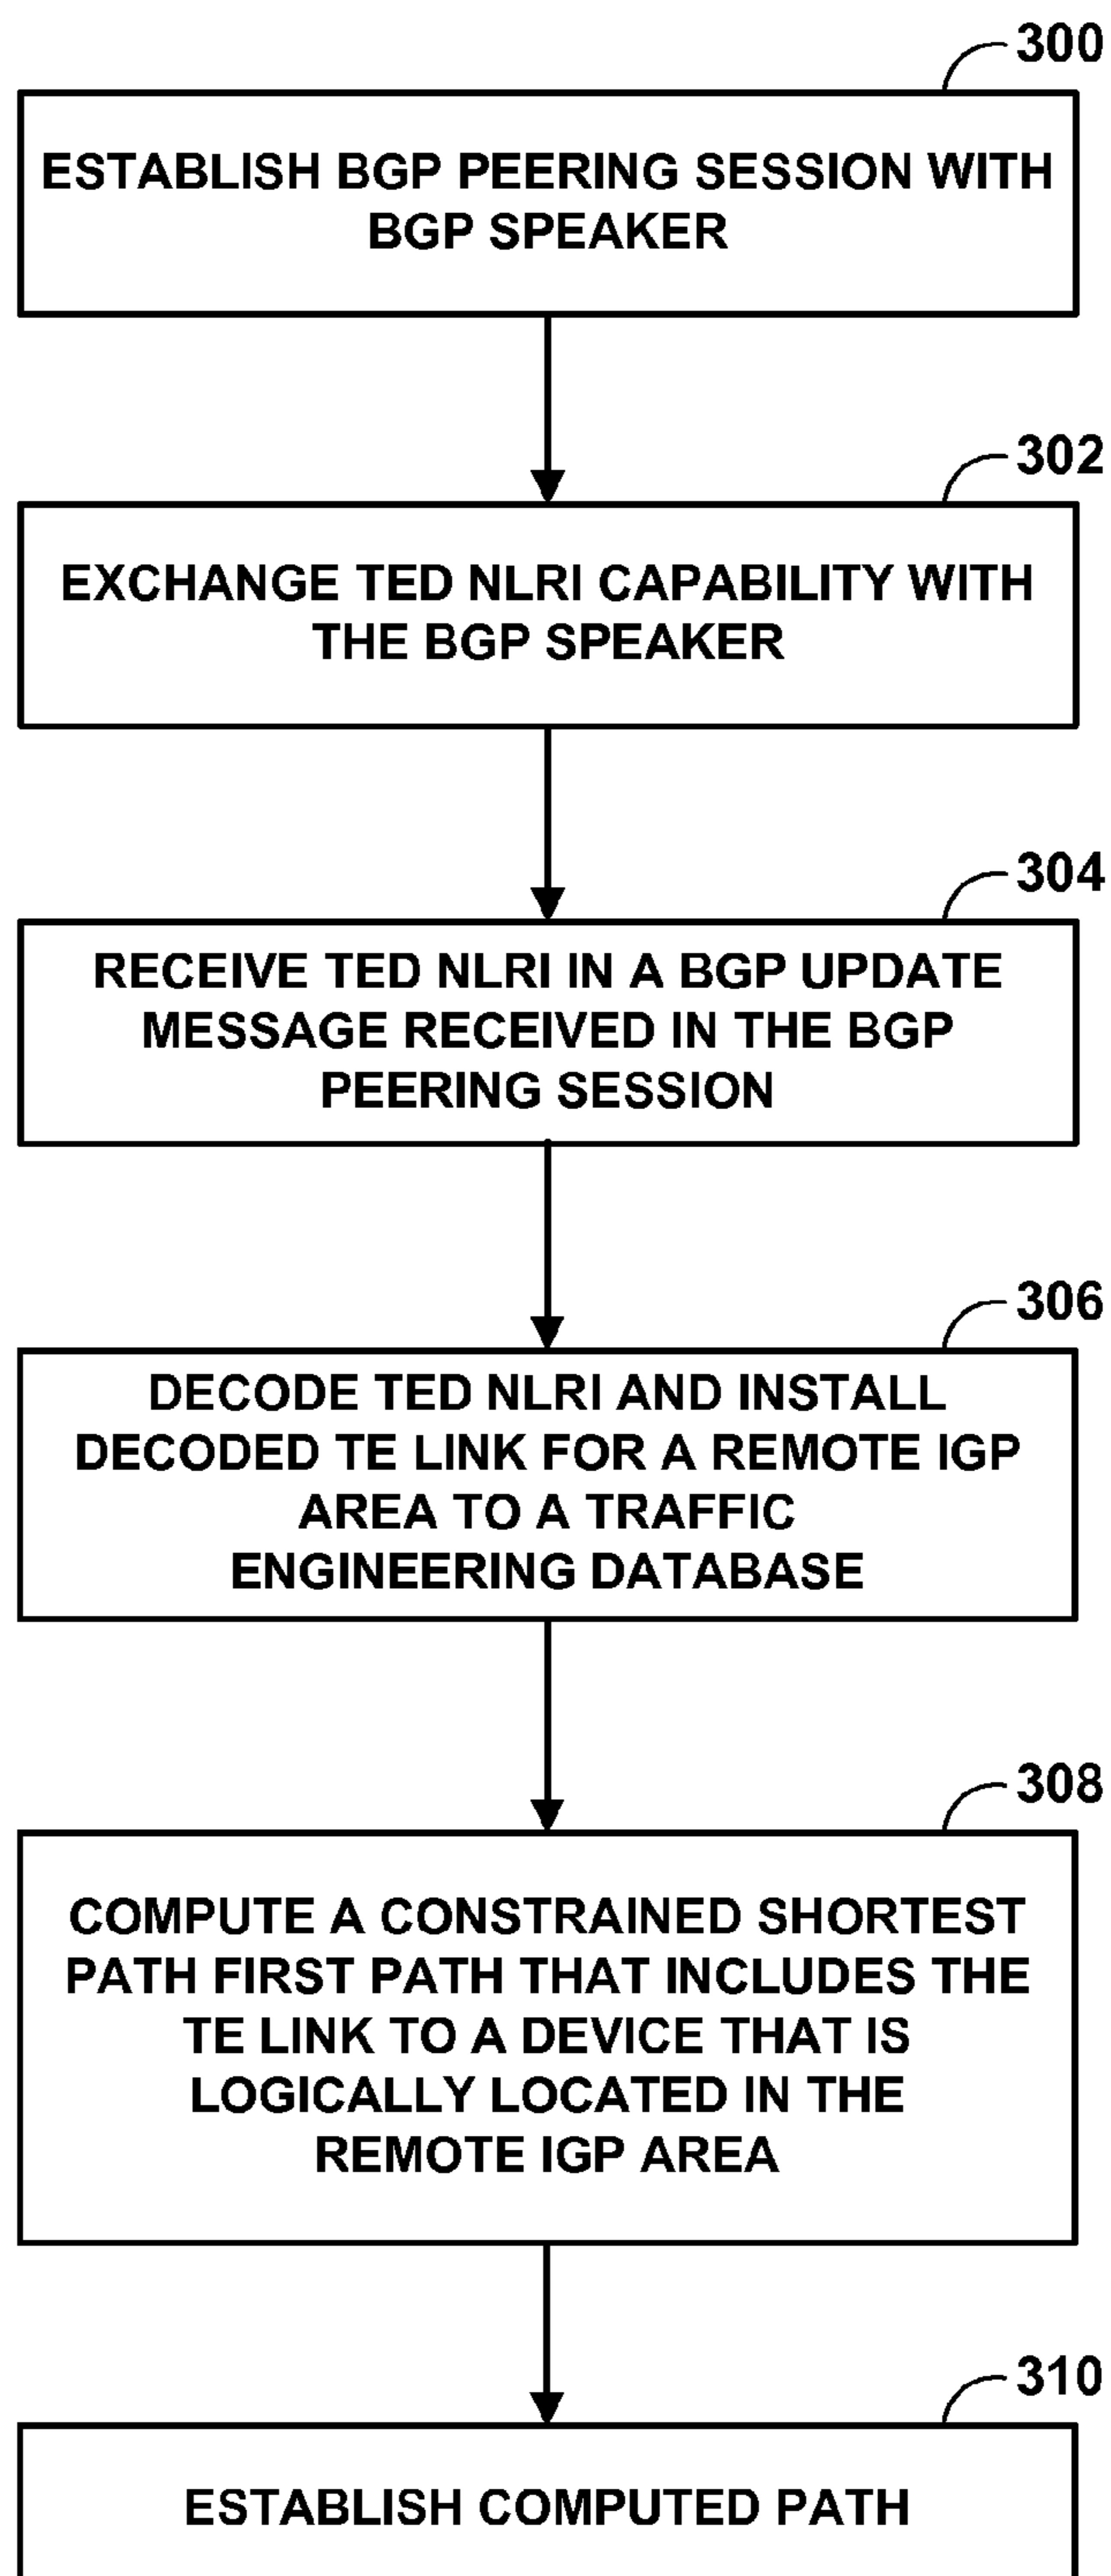 300
ESTABLISH BGP PEERING SESSION WITH
BGP SPEAKER
302
EXCHANGE TED NLRI CAPABILITY WITH
THE BGP SPEAKER
304
RECEIVE TED NLRI IN A BGP UPDATE
MESSAGE RECEIVED IN THE BGP
PEERING SESSION
306
DECODE TED NLRI AND INSTALL
DECODED TE LINK FOR A REMOTE IGP
AREA TO A TRAFFIC
ENGINEERING DATABASE
308
COMPUTE A CONSTRAINED SHORTEST
PATH FIRST PATH THAT INCLUDES THE
TE LINK TO A DEVICE THAT IS
LOGICALLY LOCATED IN THE
REMOTE IGP AREA
310
ESTABLISH COMPUTED PATH